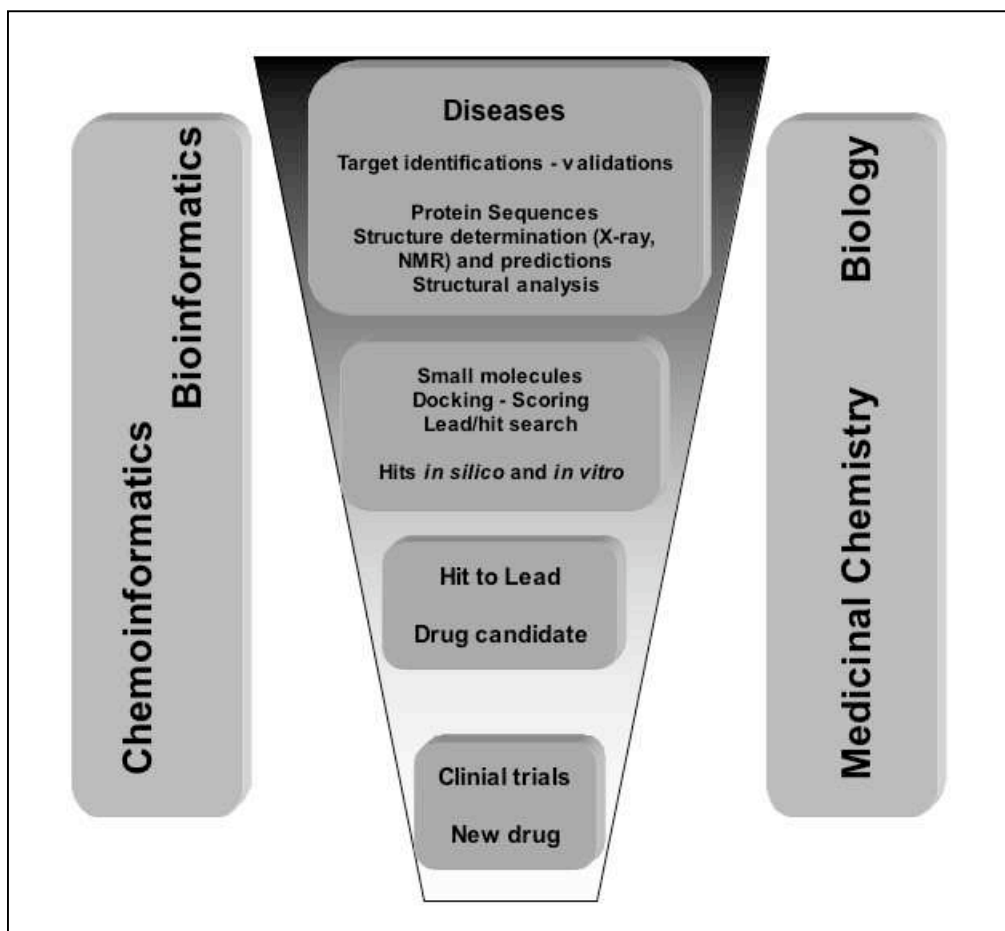 Bioinformatics
Chemoinformatics
Diseases
Target identifications - validations
Protein Sequences
Structure determination (X-ray,
NMR) and predictions
Structural analysis
Small molecules
Docking - Scoring
Lead/hit search
Hits in silico and in vitro
Hit to Lead
Drug candidate
Clinial trials
New drug
Biology
Medicinal Chemistry